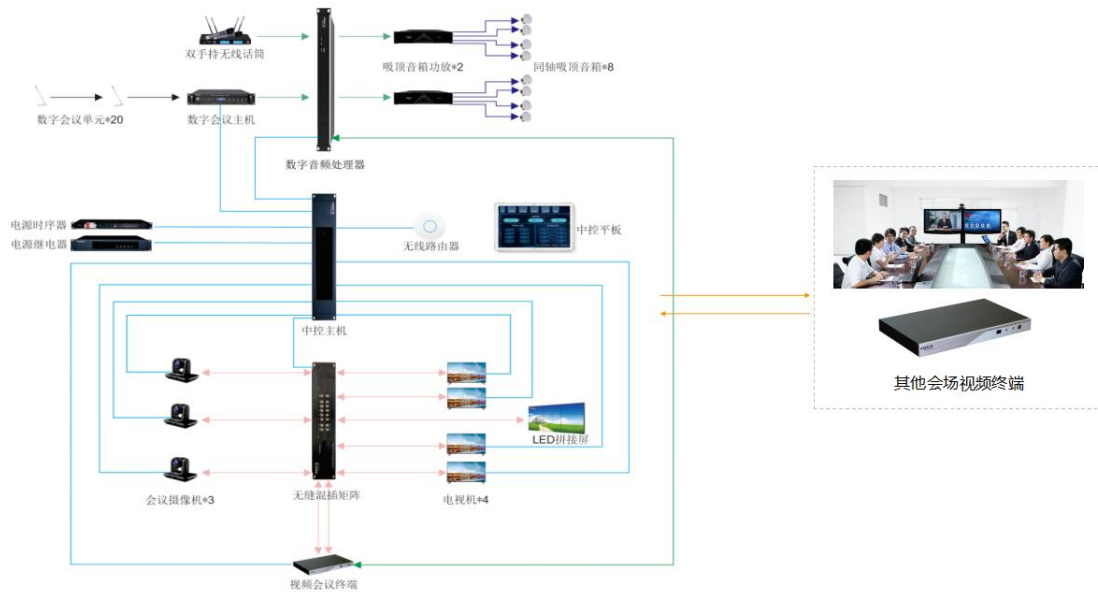 双手持无线话筒
吸顶音箱功放*2
同轴吸顶音箱*8
数字会议单元*20
数字会议主机
数字音频处理器
电源时序器
电源继电器
无线路由器
中控平板
中控主机
LED拼接屏
会议摄像机*3
无缝混插矩阵
电视机*4
视频会议终端
其他会场视频终端